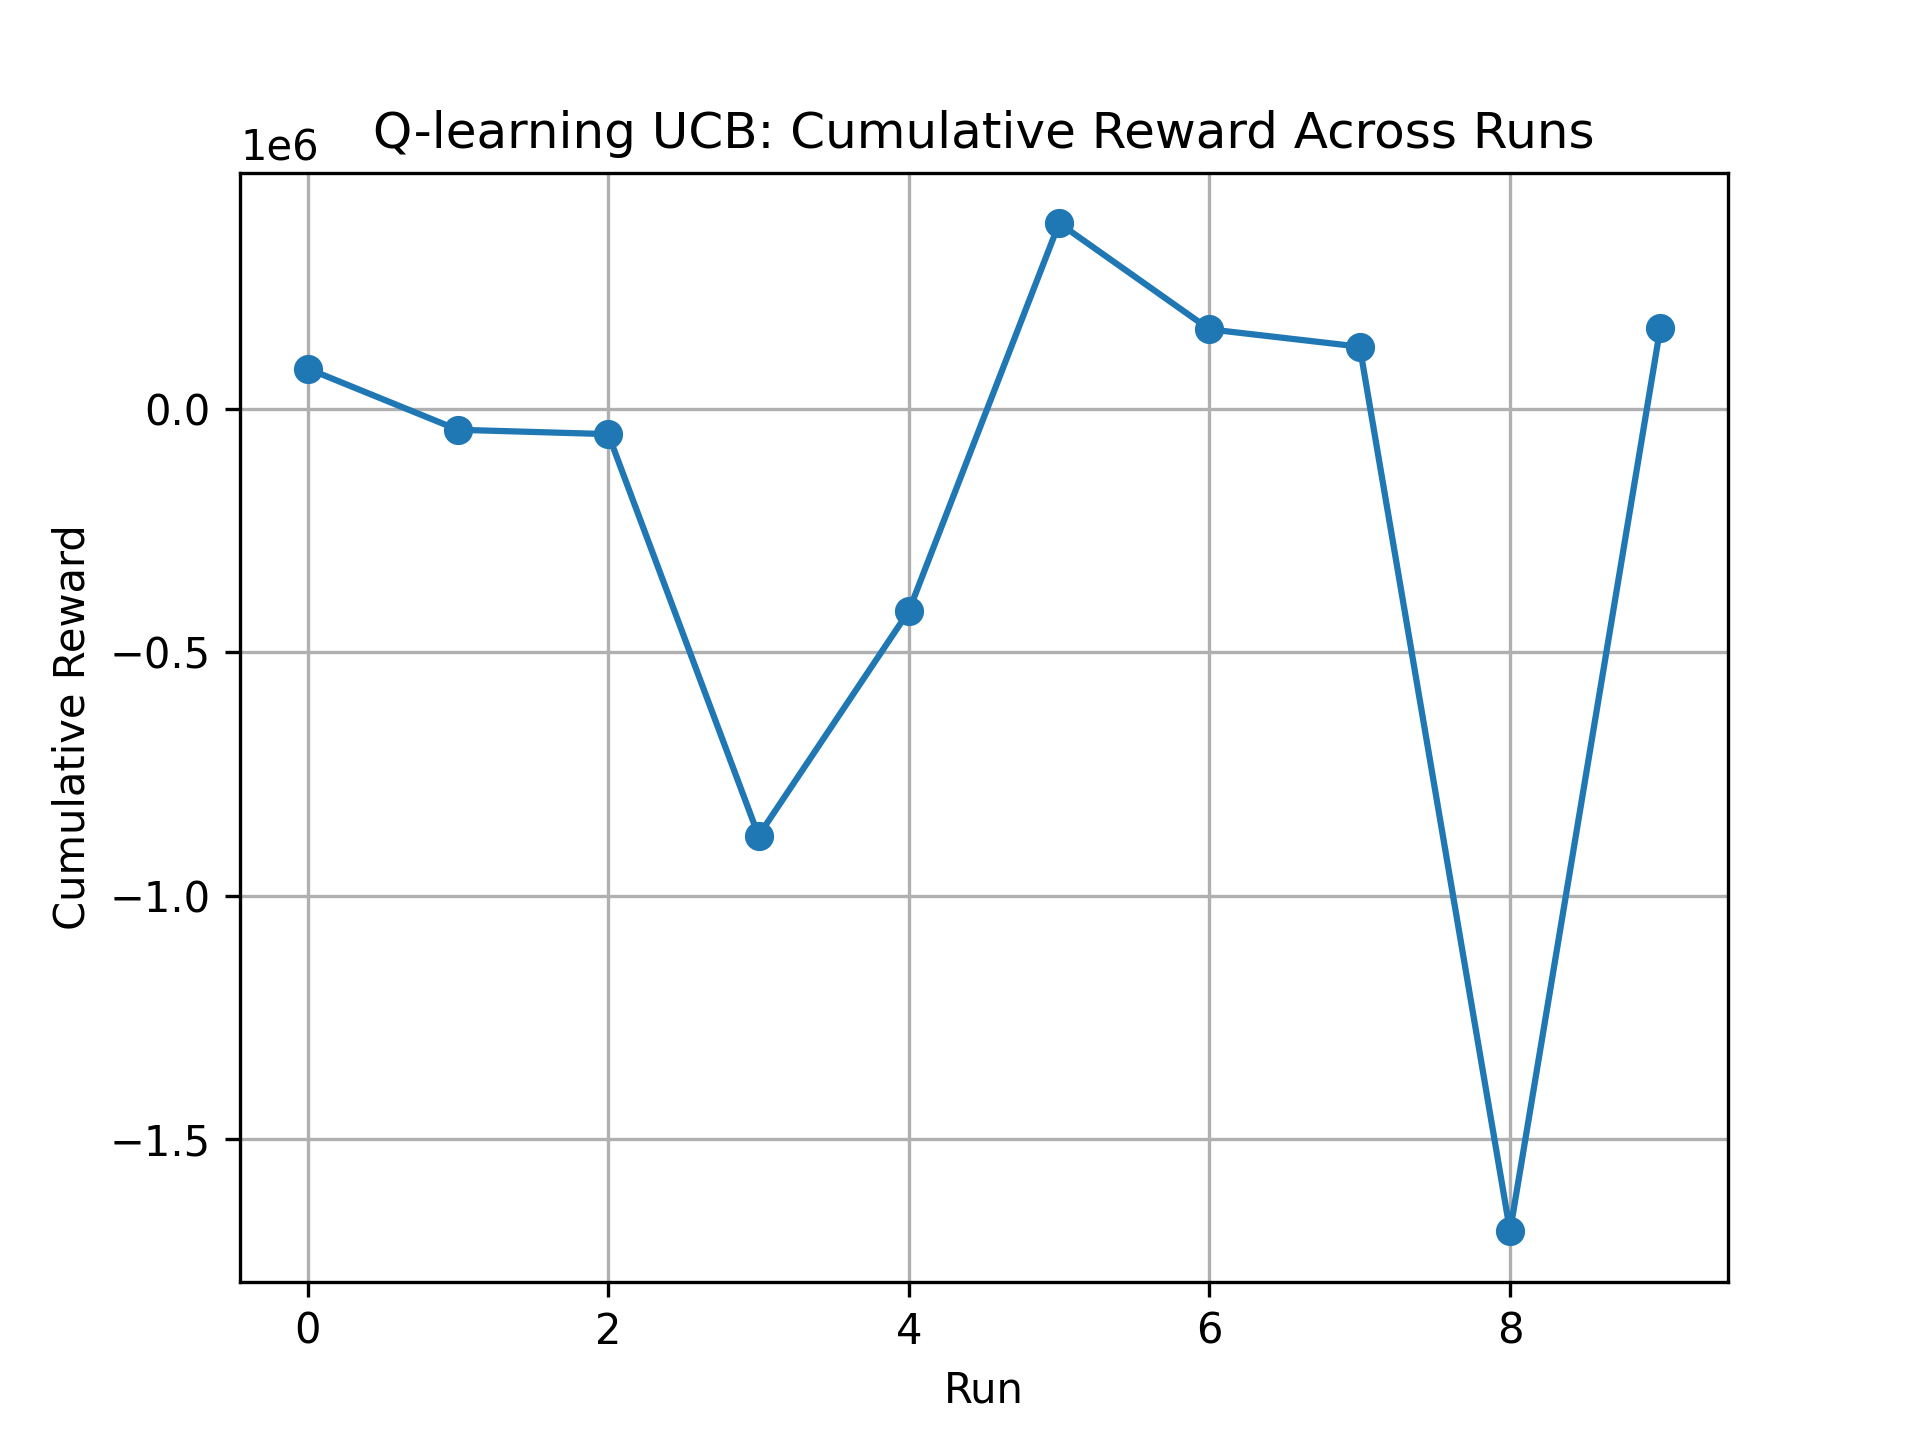 Q-learning UCB: Cumulative Reward Across Runs
1e6
0.0
−0.5
−1.0
−1.5
Cumulative Reward
0 2 4 6 8
Run